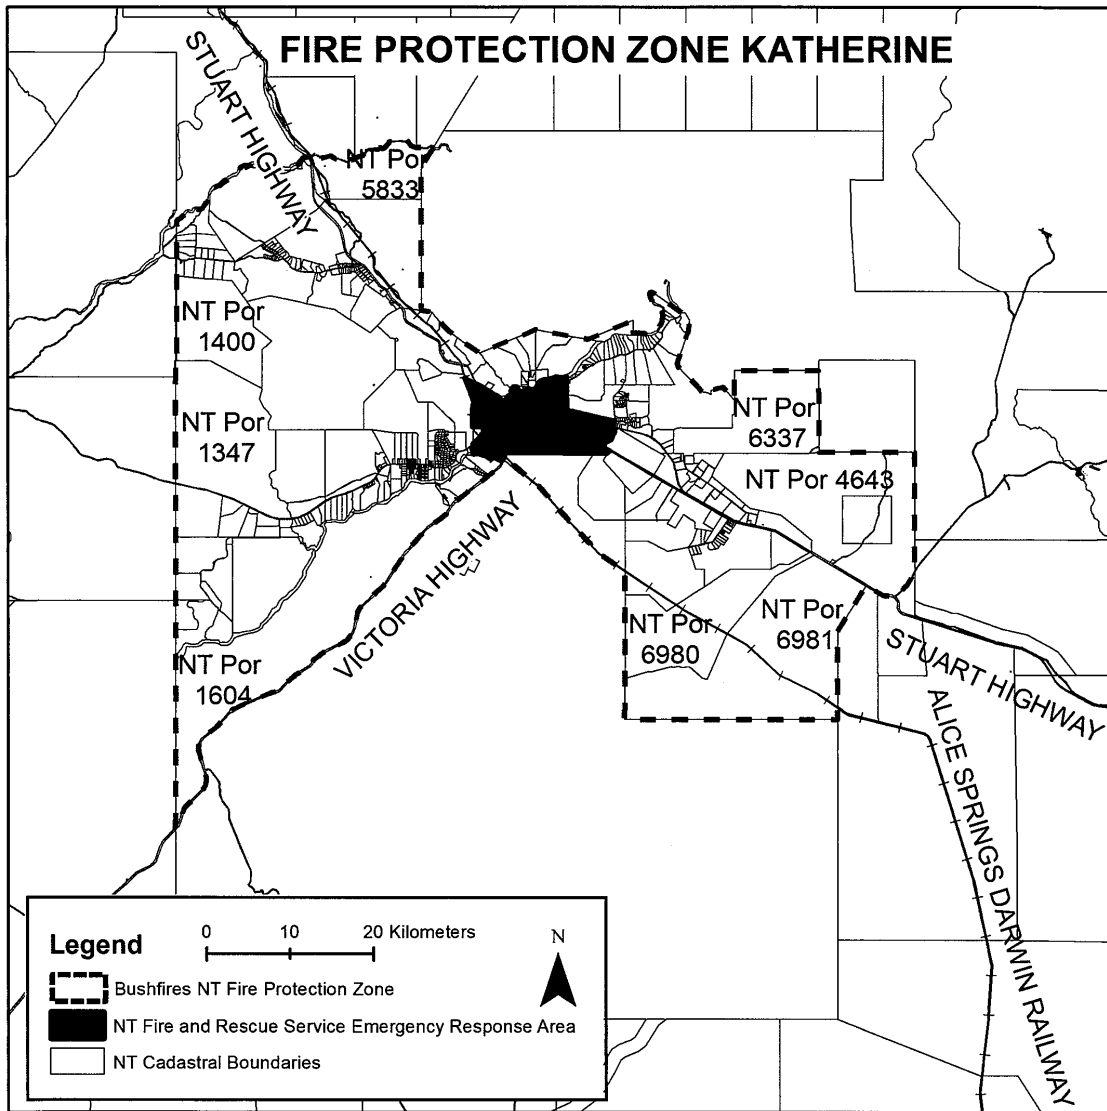 FIRE PROTECTION ZONE KATHERINE
STUART HIGHWAY
NT Po
5833
NT Por
1400
NT Por
1347
NT Por
6337
NT Por 4643
VICTORIA HIGHWAY
NT Por
6980
NT Por
6981
NT Por
1604
STUART HIGHWAY
ALICE SPRINGS DARWIN RAILWAY
Legend
0 10 20 Kilometers
N
Bushfires NT Fire Protection Zone
NT Fire and Rescue Service Emergency Response Area
NT Cadastral Boundaries